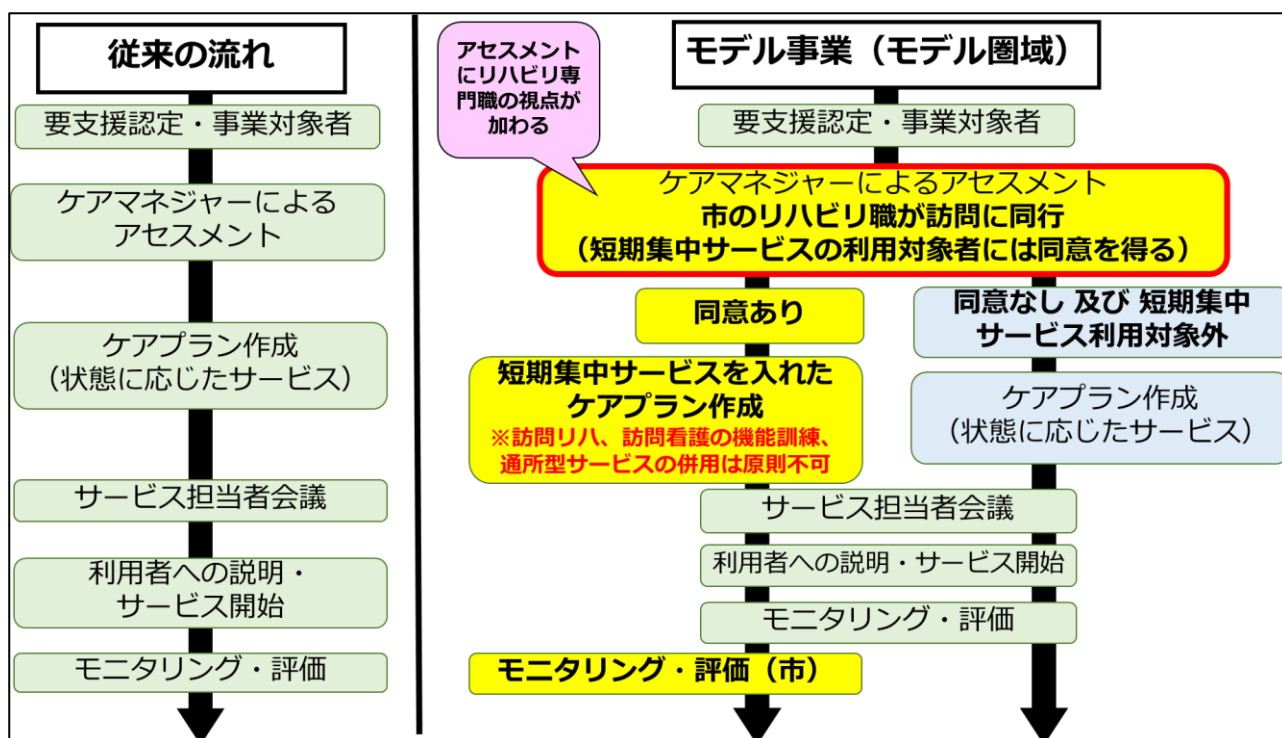 従来の流れ
要支援認定・事業対象者
ケアマネジャーによる
アセスメント
ケアプラン作成
（状態に応じたサービス）
サービス担当者会議
利用者への説明・
サービス開始
モニタリング・評価
アセスメント
にリハビリ専
門職の視点が
加わる
モデル事業（モデル圏域）
要支援認定・事業対象者
ケアマネジャーによるアセスメント
市のリハビリ職が訪問に同行
（短期集中サービスの利用対象者には同意を得る）
同意あり
短期集中サービスを入れた
ケアプラン作成
※訪問リハ、訪問看護の機能訓練、
通所型サービスの併用は原則不可
同意なし 及び 短期集中
サービス利用対象外
ケアプラン作成
（状態に応じたサービス）
サービス担当者会議
利用者への説明・サービス開始
モニタリング・評価
モニタリング・評価（市）